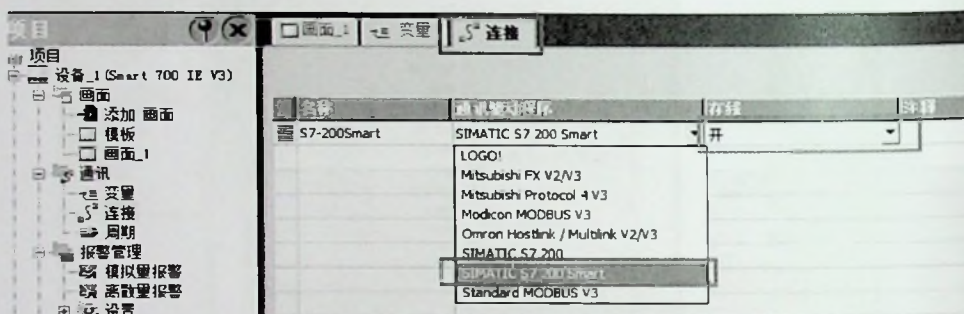 项目
画面_1 变量 连接
项目
设备_1(Smart 700 IE V3)
画面
添加 画面
模板
画面_1
通讯
变量
连接
周期
报警管理
模拟量报警
离散量报警
设置
名称 通讯驱动程序 在线 注释
S7-200Smart SIMATIC S7 200 Smart 开
LOGO!
Mitsubishi FX V2/V3
Mitsubishi Protocol 4 V3
Modicon MODBUS V3
Omron Hostlink / Multilink V2/V3
SIMATIC S7 200
SIMATIC S7 200 Smart
Standard MODBUS V3